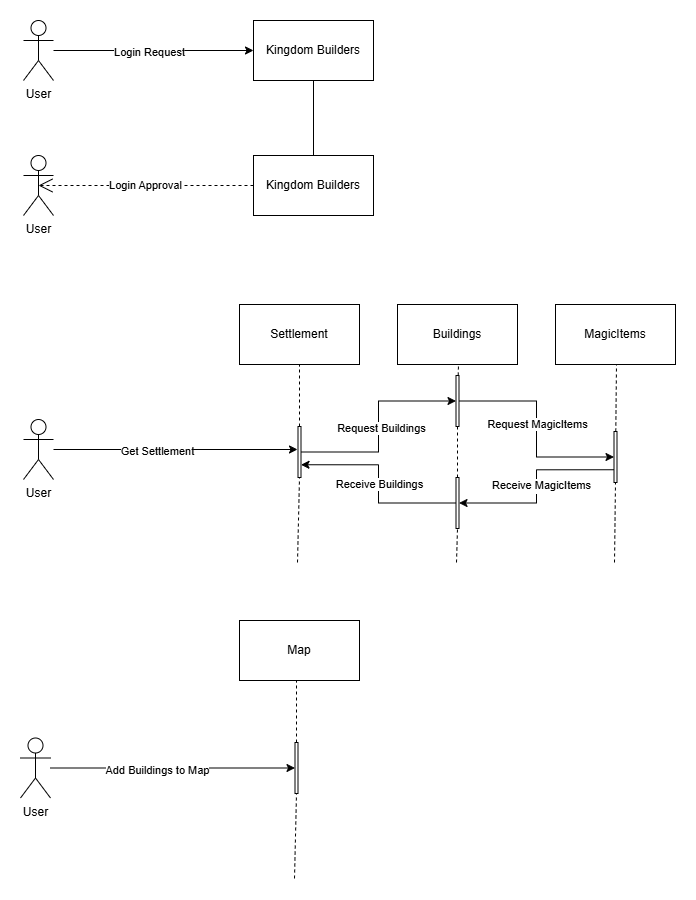 Login Request
Kingdom Builders
User
Login Approval
Kingdom Builders
User
Settlement
Buildings
MagicItems
Request Buildings
Request MagicItems
Get Settlement
Receive Buildings
Receive MagicItems
User
Map
Add Buildings to Map
User